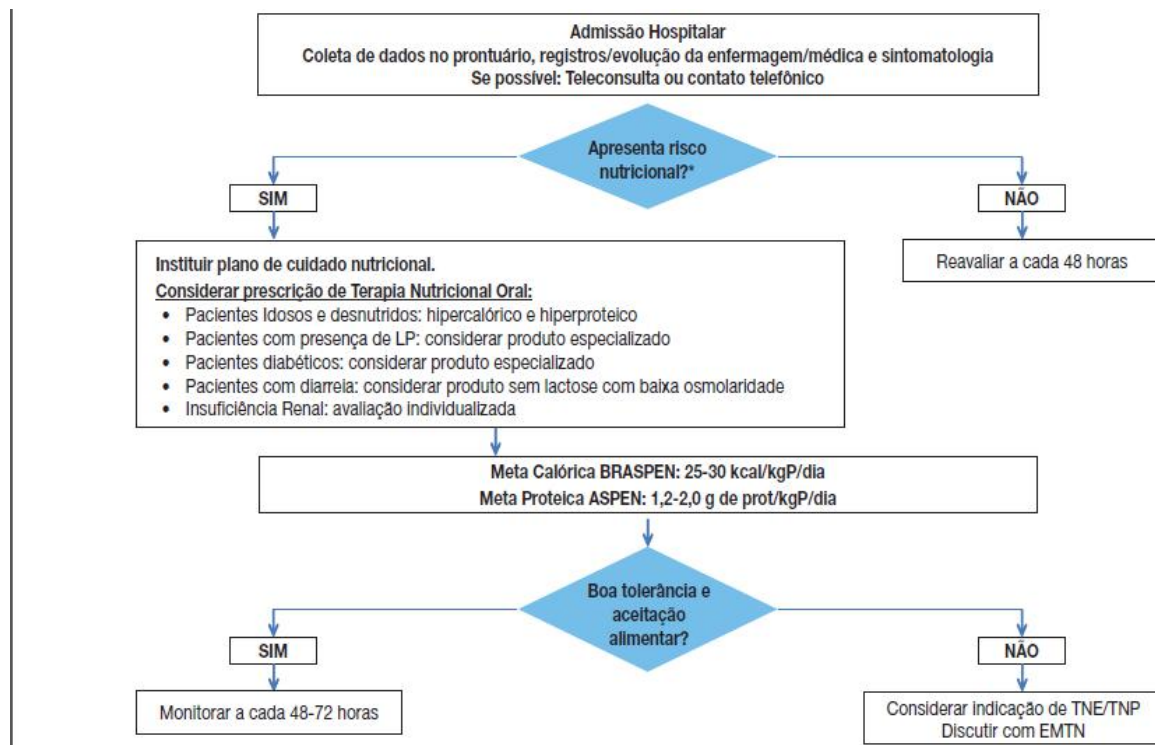 Admissão Hospitalar
Coleta de dados no prontuário, registros/evolução da enfermagem/médica e sintomatologia
Se possível: Teleconsulta ou contato telefônico
Apresenta risco
nutricional?*
SIM
NÃO
Instituir plano de cuidado nutricional.
Considerar prescrição de Terapia Nutricional Oral:
• Pacientes Idosos e desnutridos: hipercalórico e hiperproteico
• Pacientes com presença de LP: considerar produto especializado
• Pacientes diabéticos: considerar produto especializado
• Pacientes com diarreia: considerar produto sem lactose com baixa osmolaridade
• Insuficiência Renal: avaliação individualizada
Reavaliar a cada 48 horas
Meta Calórica BRASPEN: 25-30 kcal/kgP/dia
Meta Proteica ASPEN: 1,2-2,0 g de prot/kgP/dia
Boa tolerância e
aceitação
alimentar?
SIM
NÃO
Monitorar a cada 48-72 horas
Considerar indicação de TNE/TNP
Discutir com EMTN